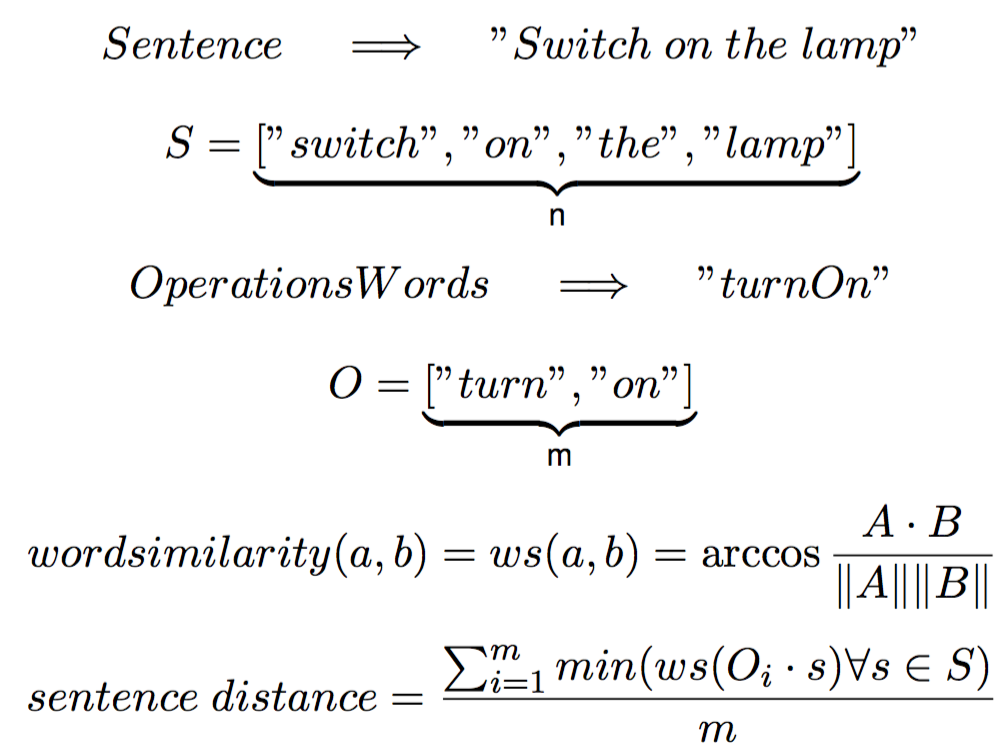 Sentence ⟹ ”Switch on the lamp”
S = [”switch”,”on”,”the”,”lamp”]
n
OperationsWords ⟹ ”turnOn”
O = [”turn”,”on”]
m
wordsimilarity(a, b) = ws(a, b) = arccos A · B / ‖A‖‖B‖
sentence distance = ∑_{i=1}^{m} min(ws(O_i · s)∀s ∈ S) / m